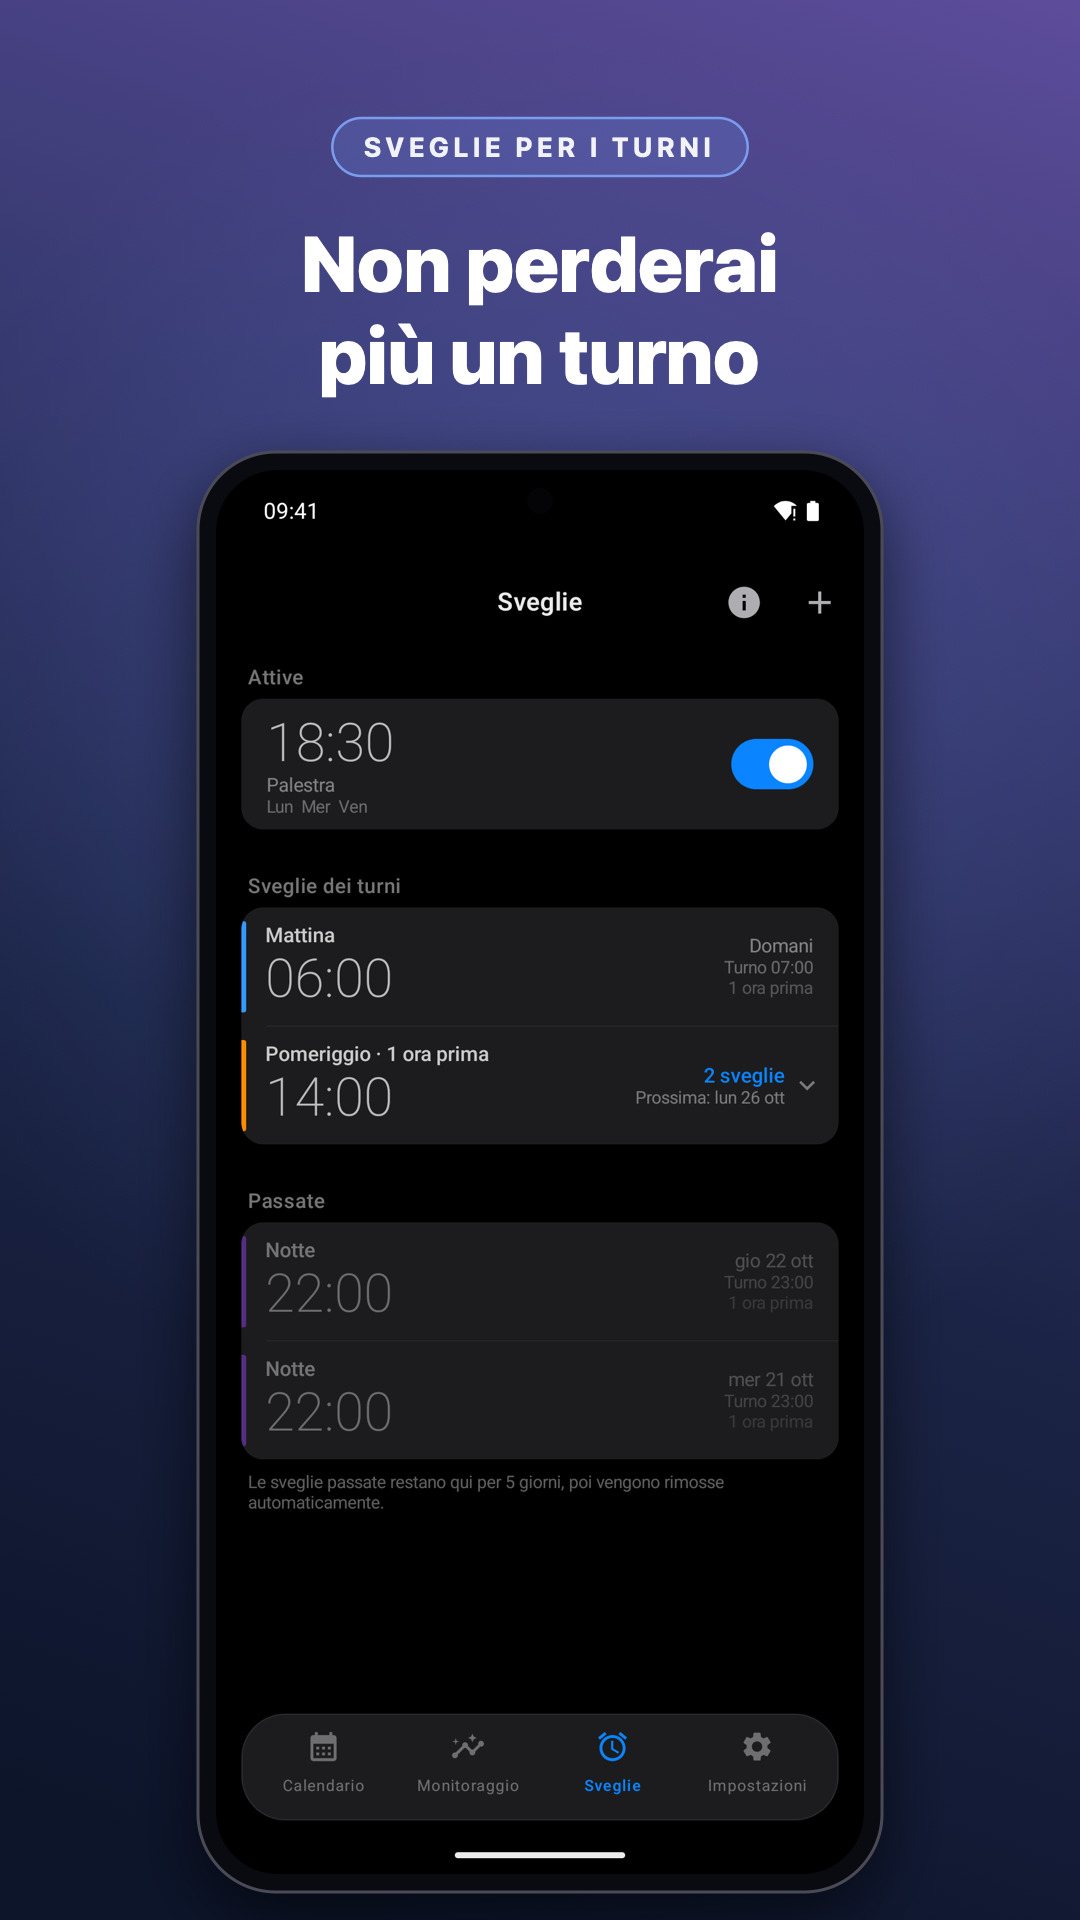 SVEGLIE PER I TURNI
Non perderai
più un turno
09:41
Sveglie
Attive
18:30
Palestra
Lun Mer Ven
Sveglie dei turni
Mattina
06:00
Domani
Turno 07:00
1 ora prima
Pomeriggio · 1 ora prima
14:00
2 sveglie
Prossima: lun 26 ott
Passate
Notte
22:00
gio 22 ott
Turno 23:00
1 ora prima
Notte
22:00
mer 21 ott
Turno 23:00
1 ora prima
Le sveglie passate restano qui per 5 giorni, poi vengono rimosse
automaticamente.
Calendario
Monitoraggio
Sveglie
Impostazioni